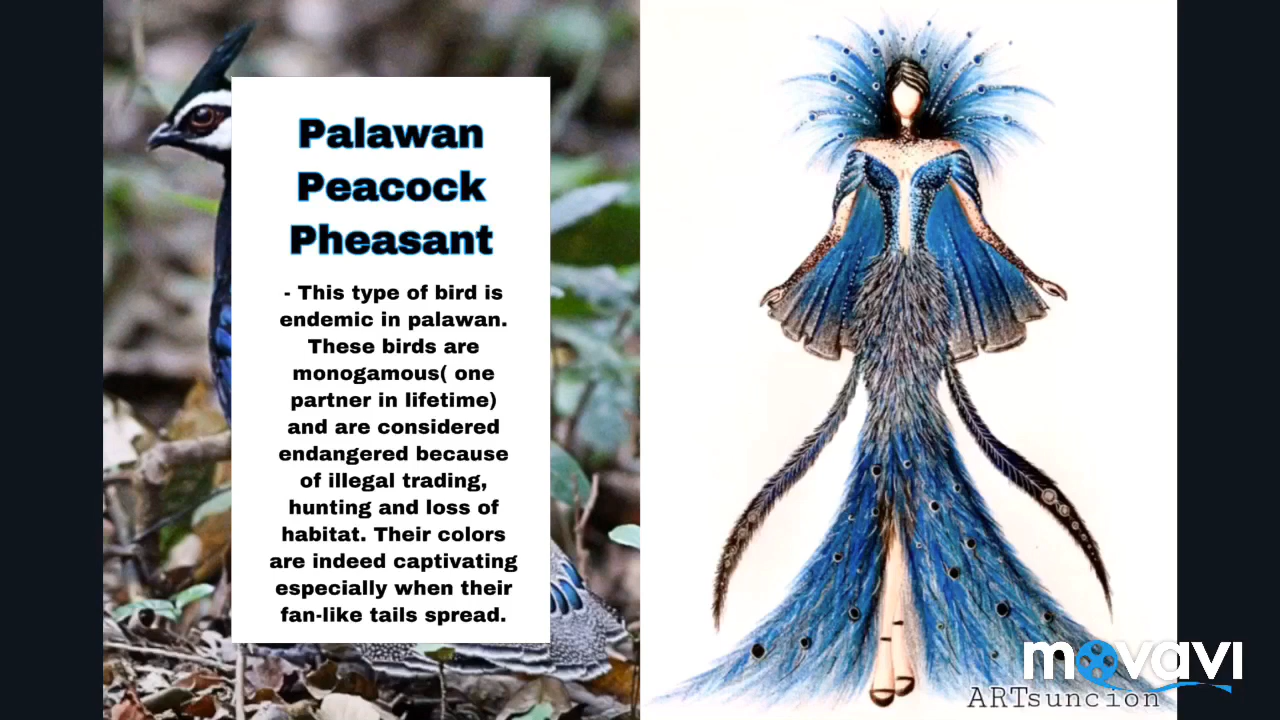 Palawan
Peacock
Pheasant
- This type of bird is
endemic in palawan.
These birds are
monogamous( one
partner in lifetime)
and are considered
endangered because
of illegal trading,
hunting and loss of
habitat. Their colors
are indeed captivating
especially when their
fan-like tails spread.
movavi
ARTsuncion